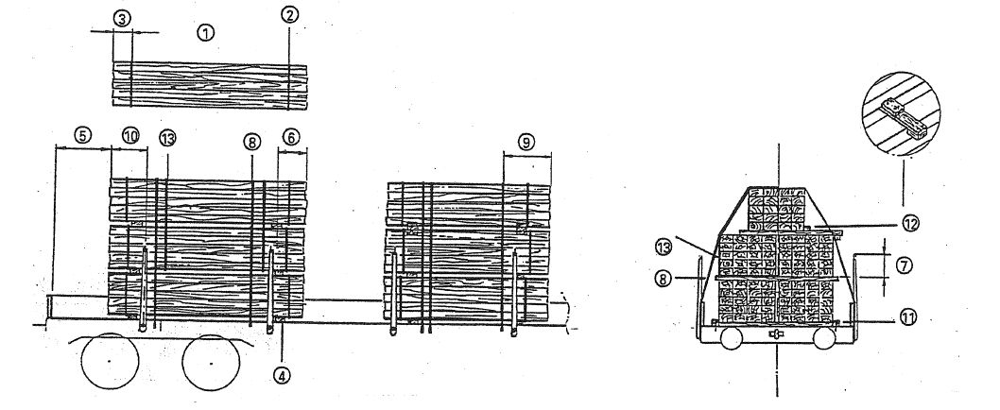 ③ ① ②
⑤ ⑩ ⑬ ⑧ ⑥ ⑨
④
⑫
⑬
⑧ ⑦
⑪